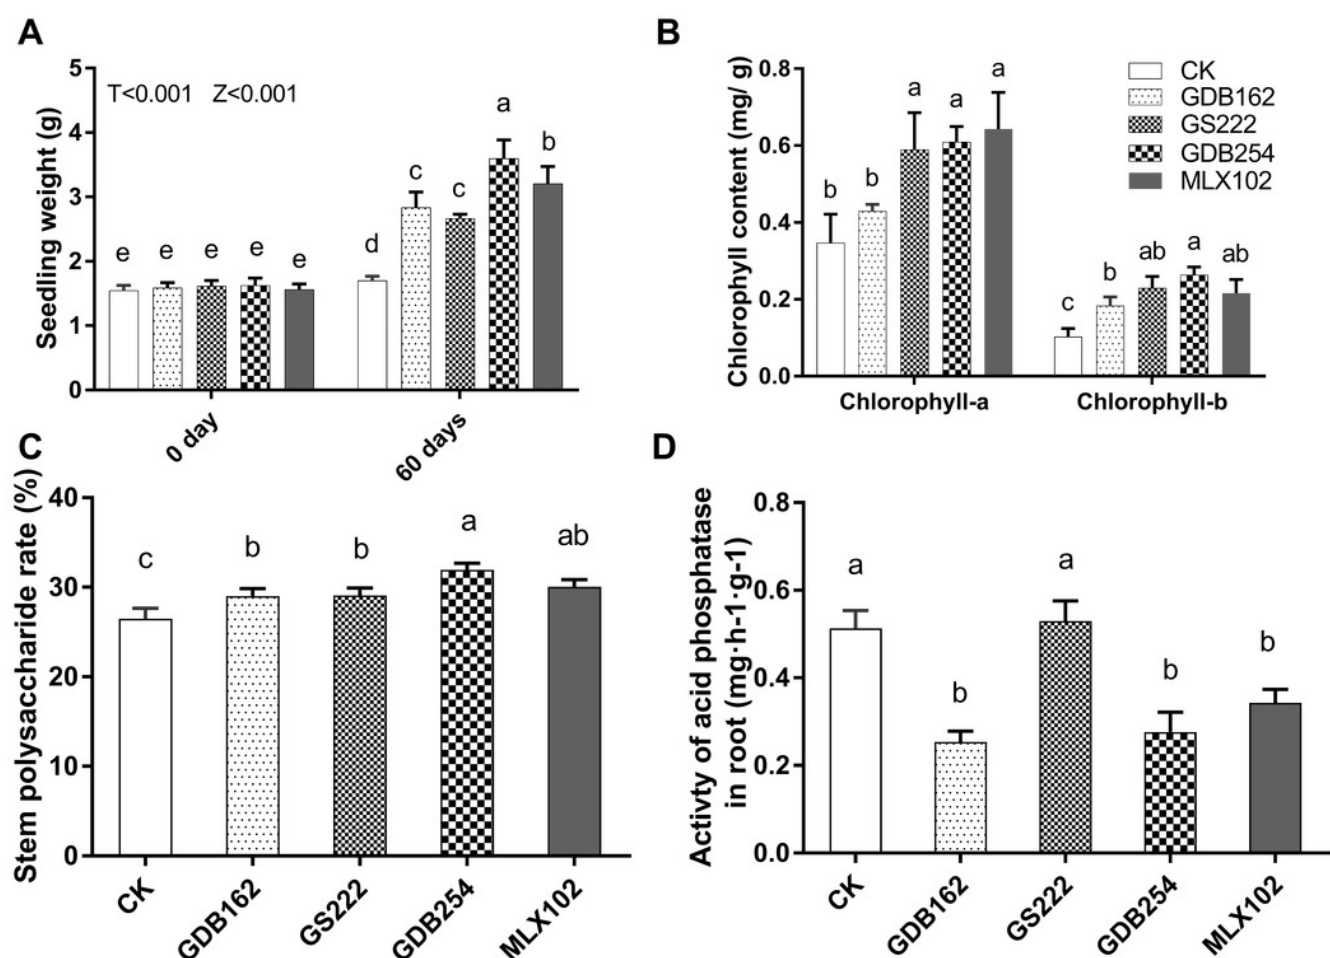 A
Seedling weight (g)
5
4
3
2
1
0
T<0.001 Z<0.001
e e e e e
d c c a b
0 day
60 days
B
Chlorophyll content (mg/ g)
0.8
0.6
0.4
0.2
0.0
b b a a a
c b ab a ab
CK
GDB162
GS222
GDB254
MLX102
Chlorophyll-a
Chlorophyll-b
C
Stem polysaccharide rate (%)
40
30
20
10
0
c b b a ab
CK
GDB162
GS222
GDB254
MLX102
D
Activty of acid phosphatase
in root (mg·h-1·g-1)
0.8
0.6
0.4
0.2
0.0
a b a b b
CK
GDB162
GS222
GDB254
MLX102